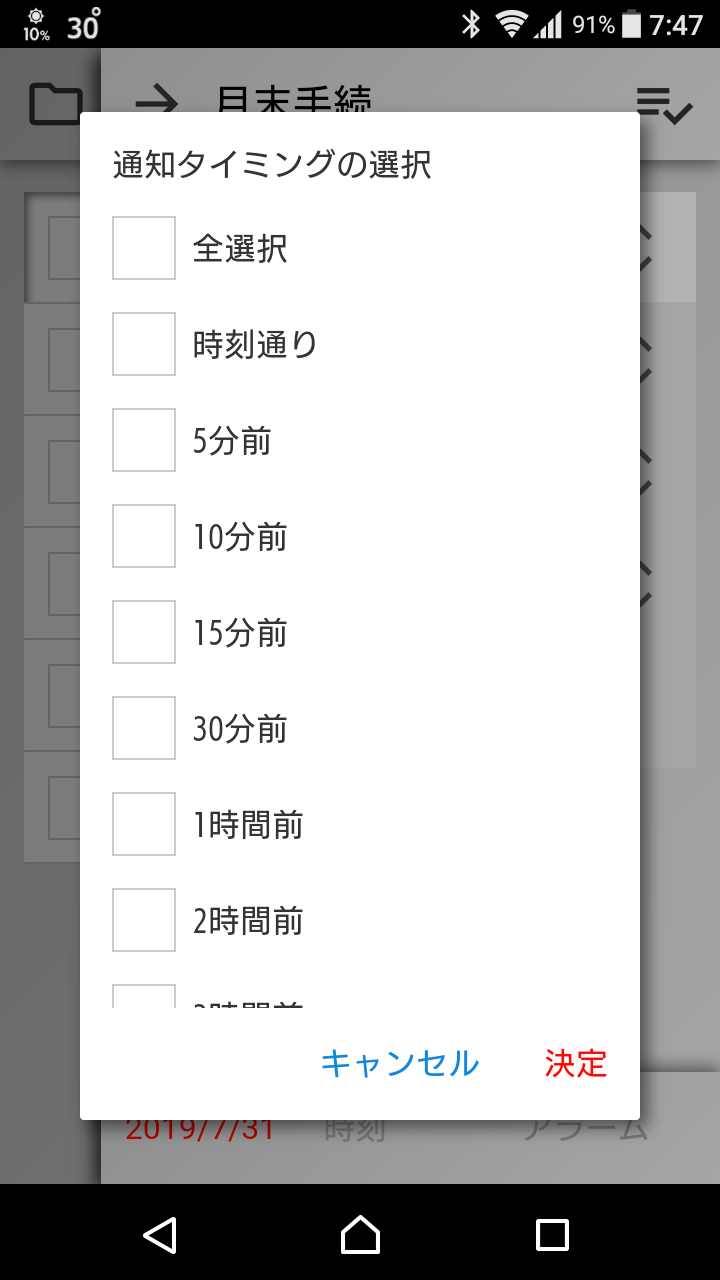 10% 30° 91% 7:47
月末手続
通知タイミングの選択
全選択
時刻通り
5分前
10分前
15分前
30分前
1時間前
2時間前
キャンセル 決定
2019/7/31 時刻 アラーム